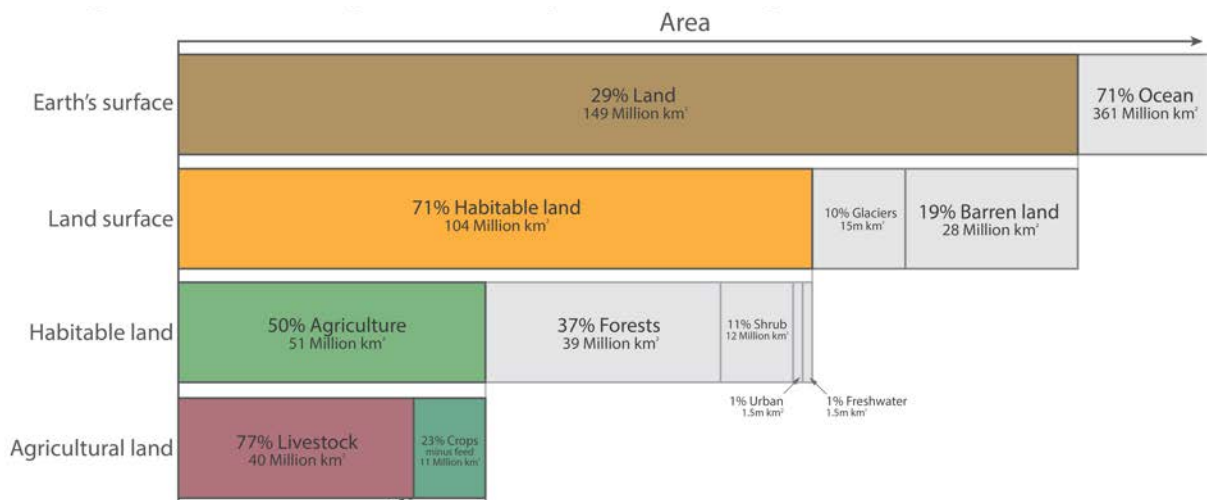 Area
Earth's surface
29% Land
149 Million km²
71% Ocean
361 Million km²
Land surface
71% Habitable land
104 Million km²
10% Glaciers
15m km²
19% Barren land
28 Million km²
Habitable land
50% Agriculture
51 Million km²
37% Forests
39 Million km²
11% Shrub
12 Million km²
1% Urban
1.5m km²
1% Freshwater
1.5m km²
Agricultural land
77% Livestock
40 Million km²
23% Crops
minus feed
11 Million km²